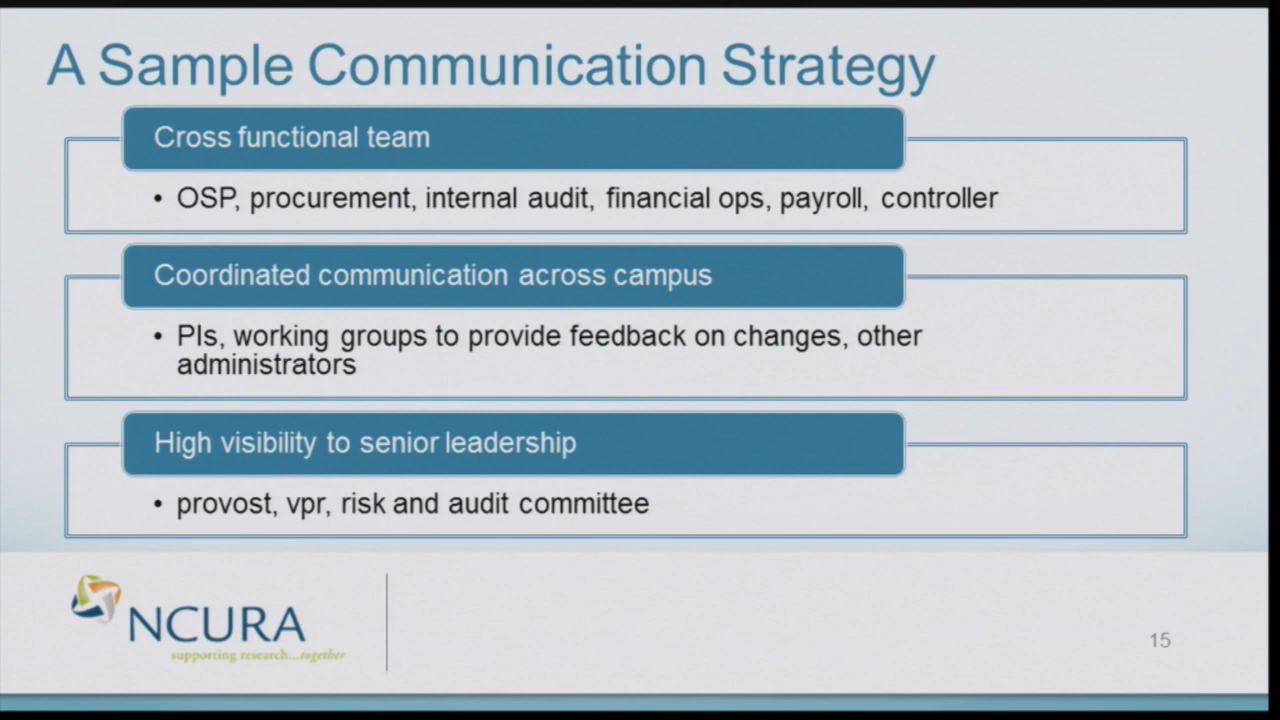 A Sample Communication Strategy
Cross functional team
• OSP, procurement, internal audit, financial ops, payroll, controller
Coordinated communication across campus
• PIs, working groups to provide feedback on changes, other
administrators
High visibility to senior leadership
• provost, vpr, risk and audit committee
NCURA
supporting research...together
15